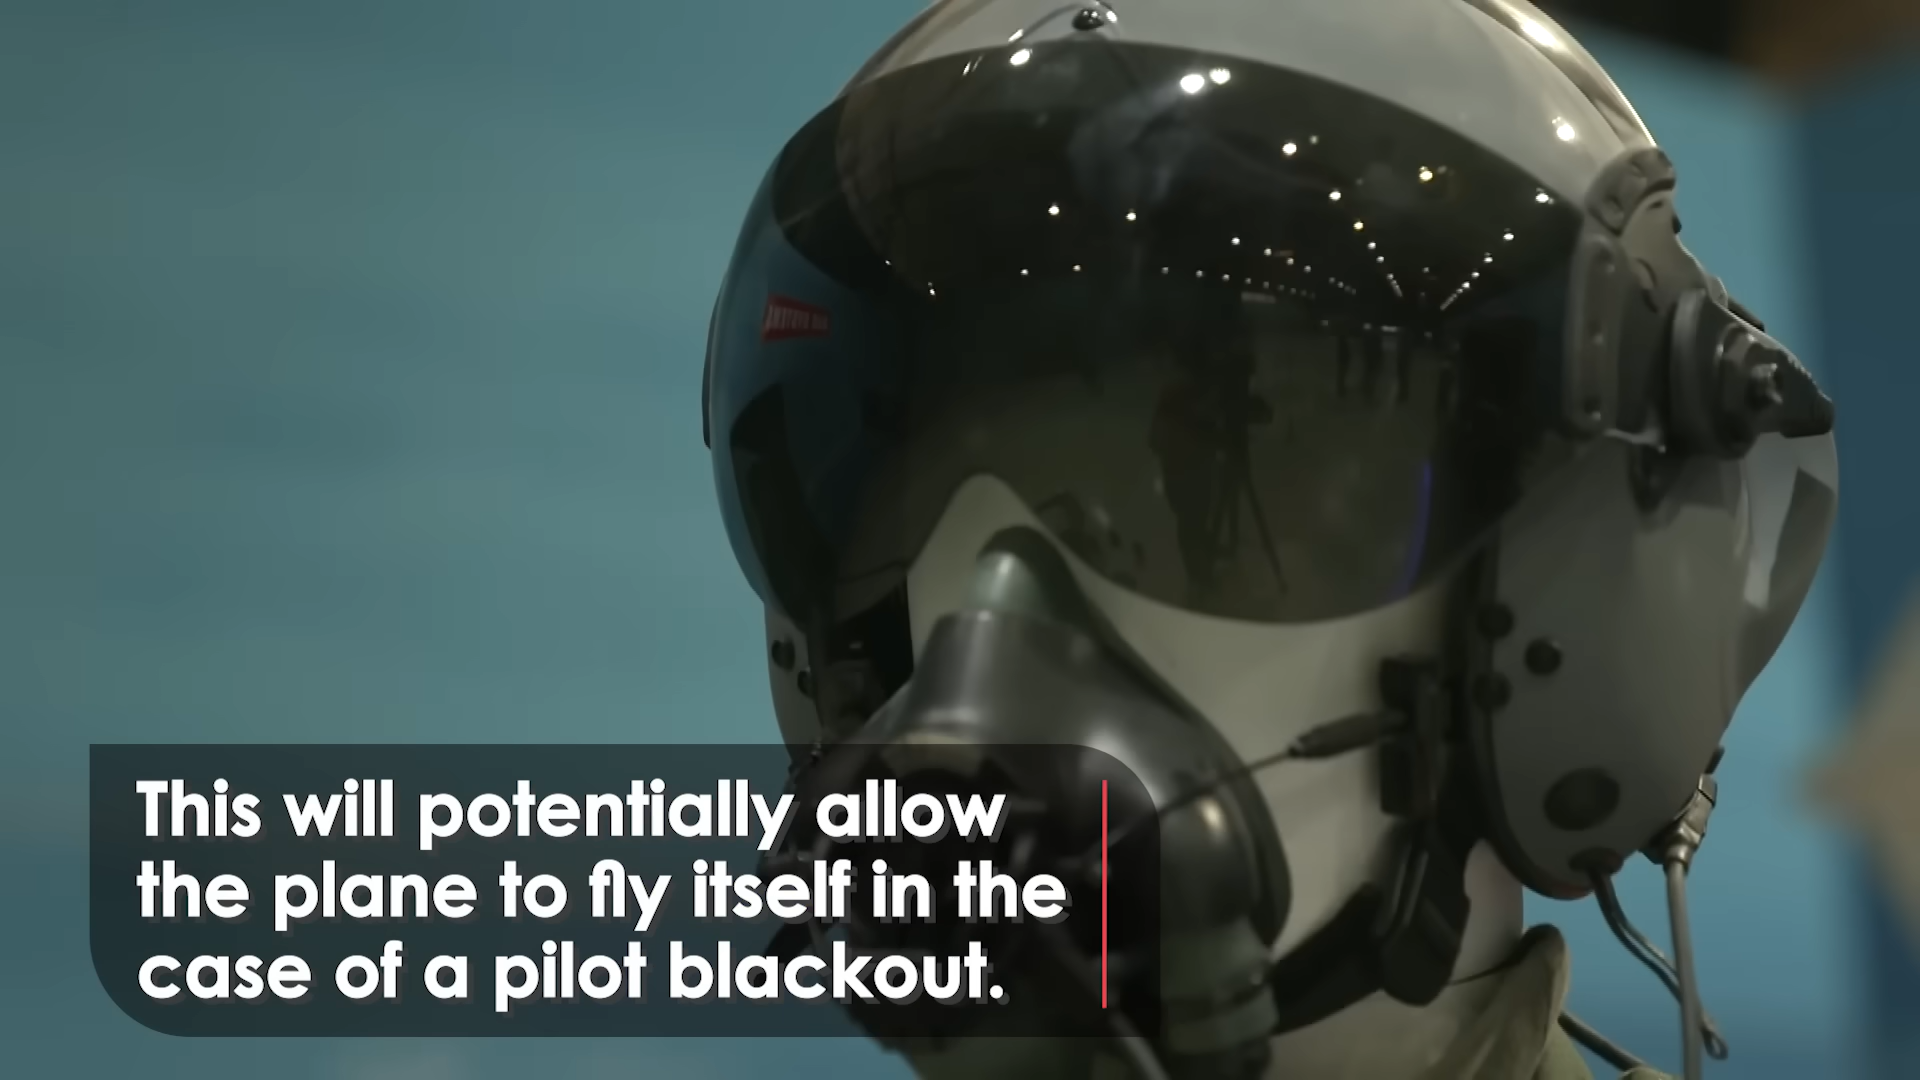 This will potentially allow
the plane to fly itself in the
case of a pilot blackout.